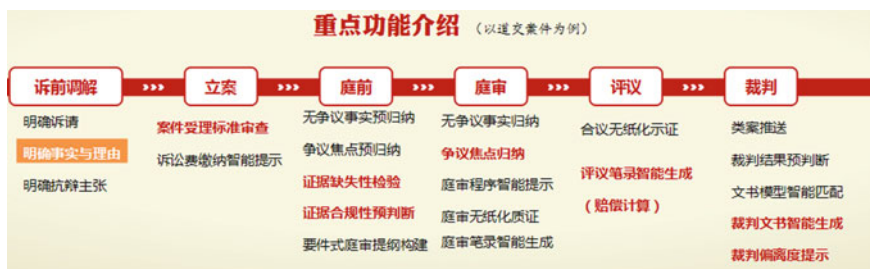 重点功能介绍 （以道交案件为例）
诉前调解 >>> 立案 >>> 庭前 >>> 庭审 >>> 评议 >>> 裁判
明确诉请
明确事实与理由
明确抗辩主张
案件受理标准审查
诉讼费缴纳智能提示
无争议事实预归纳
争议焦点预归纳
证据缺失性检验
证据合规性预判断
要件式庭审提纲构建
无争议事实归纳
争议焦点归纳
庭审程序智能提示
庭审无纸化质证
庭审笔录智能生成
合议无纸化示证
评议笔录智能生成
（赔偿计算）
类案推送
裁判结果预判断
文书模型智能匹配
裁判文书智能生成
裁判偏离度提示